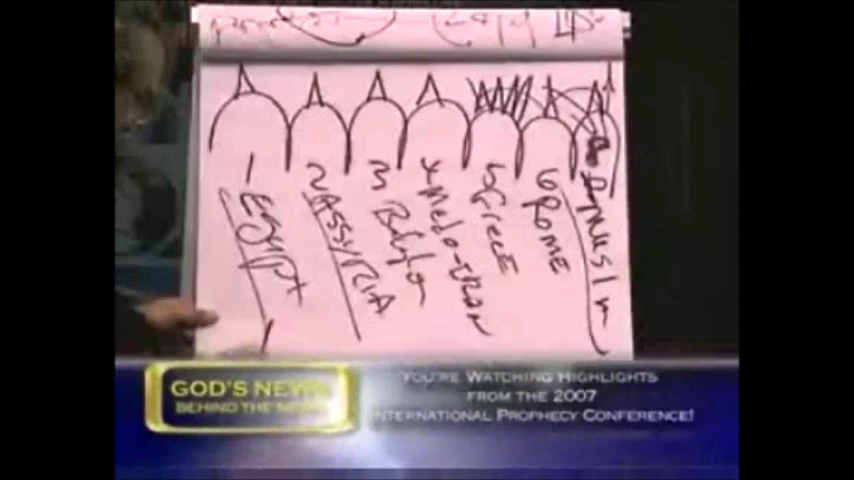 1 EGYPT
2 ASSYRIA
3 Babylon
4 Medo-IRAN
5 Greece
6 ROME
MUSLM
GOD'S NEWS
BEHIND THE NEWS
YOU'RE WATCHING HIGHLIGHTS
FROM THE 2007
INTERNATIONAL PROPHECY CONFERENCE!